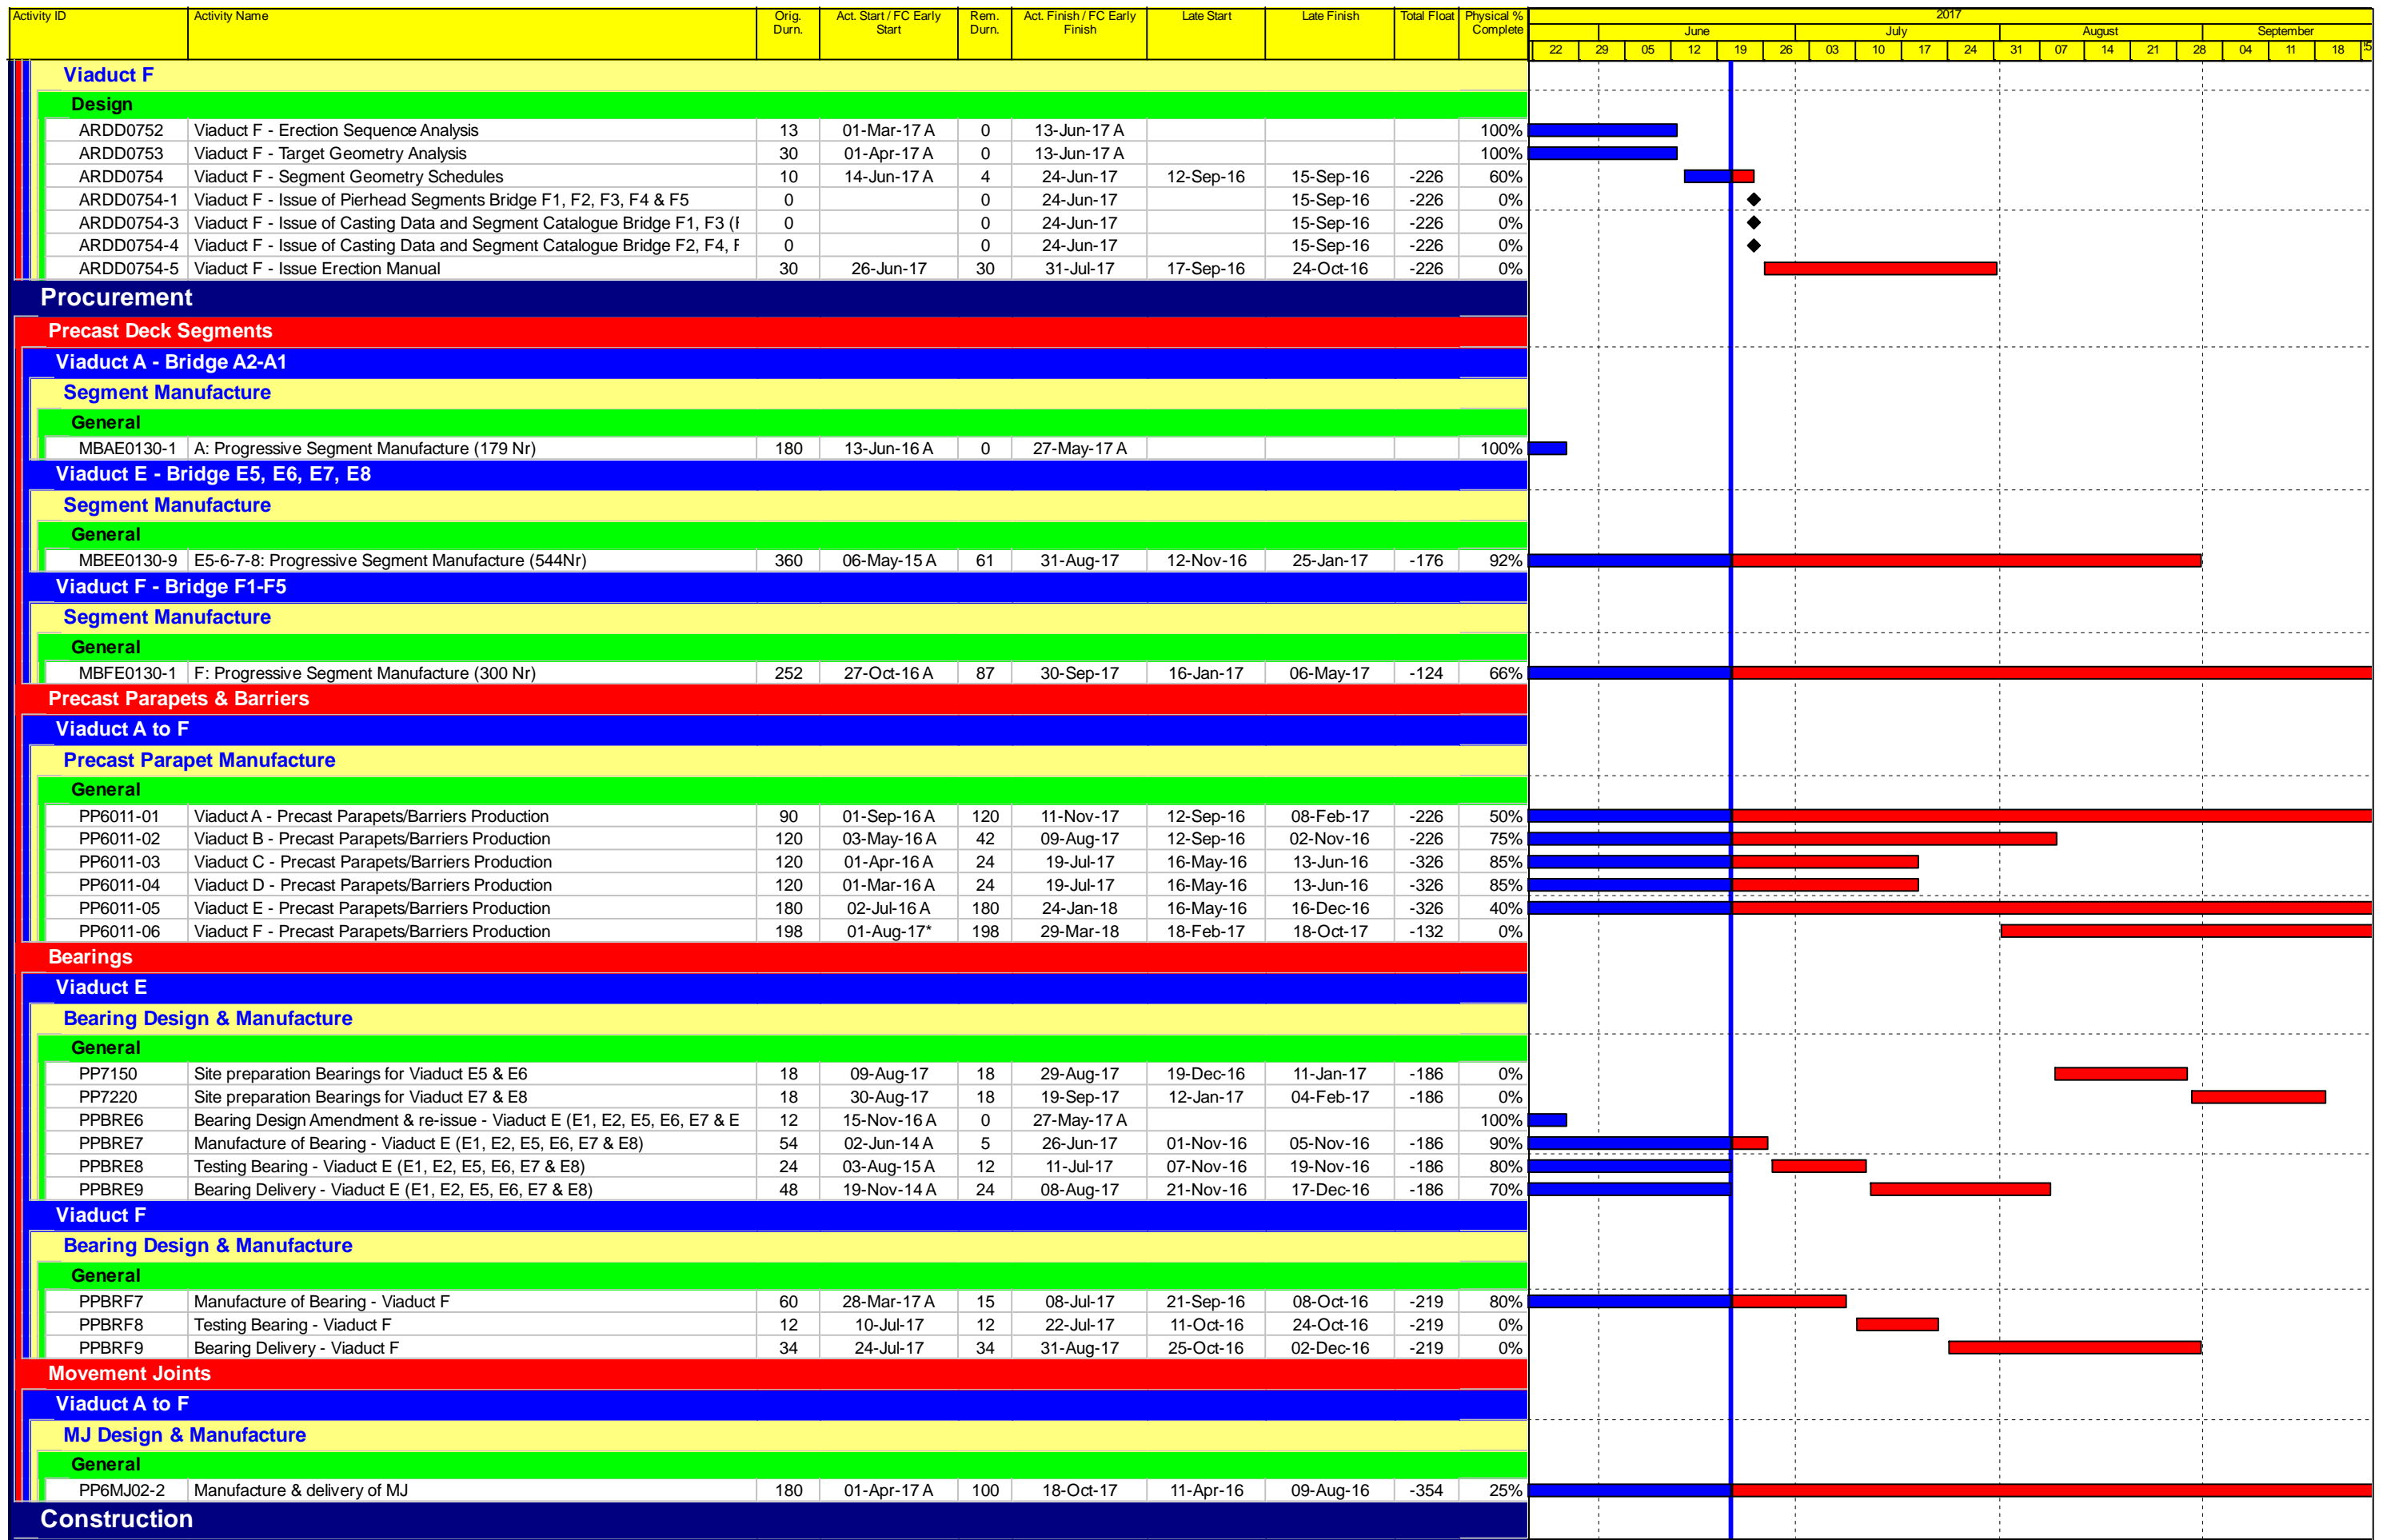 Activity ID Activity Name Orig. Durn. Act. Start / FC Early Start Rem. Durn. Act. Finish / FC Early Finish Late Start Late Finish Total Float Physical % Complete 2017
June July August September
22 29 05 12 19 26 03 10 17 24 31 07 14 21 28 04 11 18
Viaduct F
Design
ARDD0752 Viaduct F - Erection Sequence Analysis 13 01-Mar-17 A 0 13-Jun-17 A 100%
ARDD0753 Viaduct F - Target Geometry Analysis 30 01-Apr-17 A 0 13-Jun-17 A 100%
ARDD0754 Viaduct F - Segment Geometry Schedules 10 14-Jun-17 A 4 24-Jun-17 12-Sep-16 15-Sep-16 -226 60%
ARDD0754-1 Viaduct F - Issue of Pierhead Segments Bridge F1, F2, F3, F4 & F5 0 0 24-Jun-17 15-Sep-16 -226 0%
ARDD0754-3 Viaduct F - Issue of Casting Data and Segment Catalogue Bridge F1, F3 ( 0 0 24-Jun-17 15-Sep-16 -226 0%
ARDD0754-4 Viaduct F - Issue of Casting Data and Segment Catalogue Bridge F2, F4, 0 0 24-Jun-17 15-Sep-16 -226 0%
ARDD0754-5 Viaduct F - Issue Erection Manual 30 26-Jun-17 30 31-Jul-17 17-Sep-16 24-Oct-16 -226 0%
Procurement
Precast Deck Segments
Viaduct A - Bridge A2-A1
Segment Manufacture
General
MBAE0130-1 A: Progressive Segment Manufacture (179 Nr) 180 13-Jun-16 A 0 27-May-17 A 100%
Viaduct E - Bridge E5, E6, E7, E8
Segment Manufacture
General
MBEE0130-9 E5-6-7-8: Progressive Segment Manufacture (544Nr) 360 06-May-15 A 61 31-Aug-17 12-Nov-16 25-Jan-17 -176 92%
Viaduct F - Bridge F1-F5
Segment Manufacture
General
MBFE0130-1 F: Progressive Segment Manufacture (300 Nr) 252 27-Oct-16 A 87 30-Sep-17 16-Jan-17 06-May-17 -124 66%
Precast Parapets & Barriers
Viaduct A to F
Precast Parapet Manufacture
General
PP6011-01 Viaduct A - Precast Parapets/Barriers Production 90 01-Sep-16 A 120 11-Nov-17 12-Sep-16 08-Feb-17 -226 50%
PP6011-02 Viaduct B - Precast Parapets/Barriers Production 120 03-May-16 A 42 09-Aug-17 12-Sep-16 02-Nov-16 -226 75%
PP6011-03 Viaduct C - Precast Parapets/Barriers Production 120 01-Apr-16 A 24 19-Jul-17 16-May-16 13-Jun-16 -326 85%
PP6011-04 Viaduct D - Precast Parapets/Barriers Production 120 01-Mar-16 A 24 19-Jul-17 16-May-16 13-Jun-16 -326 85%
PP6011-05 Viaduct E - Precast Parapets/Barriers Production 180 02-Jul-16 A 180 24-Jan-18 16-May-16 16-Dec-16 -326 40%
PP6011-06 Viaduct F - Precast Parapets/Barriers Production 198 01-Aug-17* 198 29-Mar-18 18-Feb-17 18-Oct-17 -132 0%
Bearings
Viaduct E
Bearing Design & Manufacture
General
PP7150 Site preparation Bearings for Viaduct E5 & E6 18 09-Aug-17 18 29-Aug-17 19-Dec-16 11-Jan-17 -186 0%
PP7220 Site preparation Bearings for Viaduct E7 & E8 18 30-Aug-17 18 19-Sep-17 12-Jan-17 04-Feb-17 -186 0%
PPBRE6 Bearing Design Amendment & re-issue - Viaduct E (E1, E2, E5, E6, E7 & E 12 15-Nov-16 A 0 27-May-17 A 100%
PPBRE7 Manufacture of Bearing - Viaduct E (E1, E2, E5, E6, E7 & E8) 54 02-Jun-14 A 5 26-Jun-17 01-Nov-16 05-Nov-16 -186 90%
PPBRE8 Testing Bearing - Viaduct E (E1, E2, E5, E6, E7 & E8) 24 03-Aug-15 A 12 11-Jul-17 07-Nov-16 19-Nov-16 -186 80%
PPBRE9 Bearing Delivery - Viaduct E (E1, E2, E5, E6, E7 & E8) 48 19-Nov-14 A 24 08-Aug-17 21-Nov-16 17-Dec-16 -186 70%
Viaduct F
Bearing Design & Manufacture
General
PPBRF7 Manufacture of Bearing - Viaduct F 60 28-Mar-17 A 15 08-Jul-17 21-Sep-16 08-Oct-16 -219 80%
PPBRF8 Testing Bearing - Viaduct F 12 10-Jul-17 12 22-Jul-17 11-Oct-16 24-Oct-16 -219 0%
PPBRF9 Bearing Delivery - Viaduct F 34 24-Jul-17 34 31-Aug-17 25-Oct-16 02-Dec-16 -219 0%
Movement Joints
Viaduct A to F
MJ Design & Manufacture
General
PP6MJ02-2 Manufacture & delivery of MJ 180 01-Apr-17 A 100 18-Oct-17 11-Apr-16 09-Aug-16 -354 25%
Construction